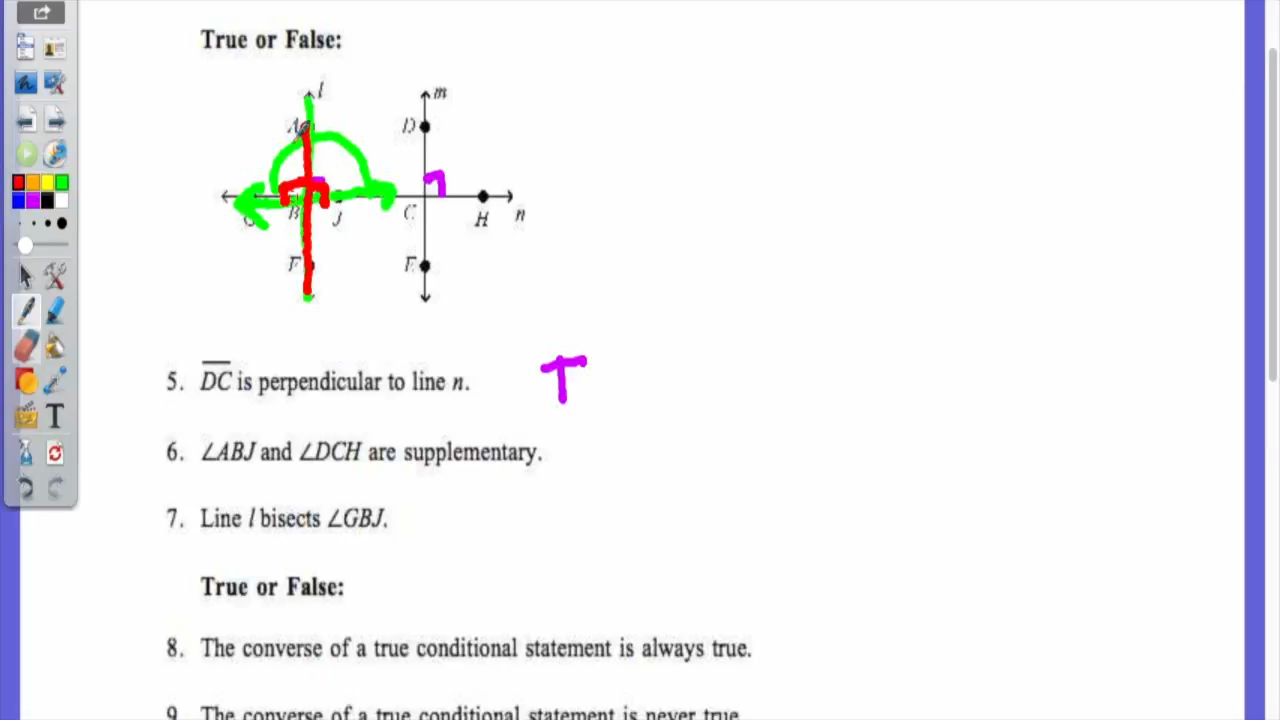 True or False:
l m
A D
G B J C H n
F E
5. DC is perpendicular to line n. T
6. ∠ABJ and ∠DCH are supplementary.
7. Line l bisects ∠GBJ.
True or False:
8. The converse of a true conditional statement is always true.
9. The converse of a true conditional statement is never true.
T